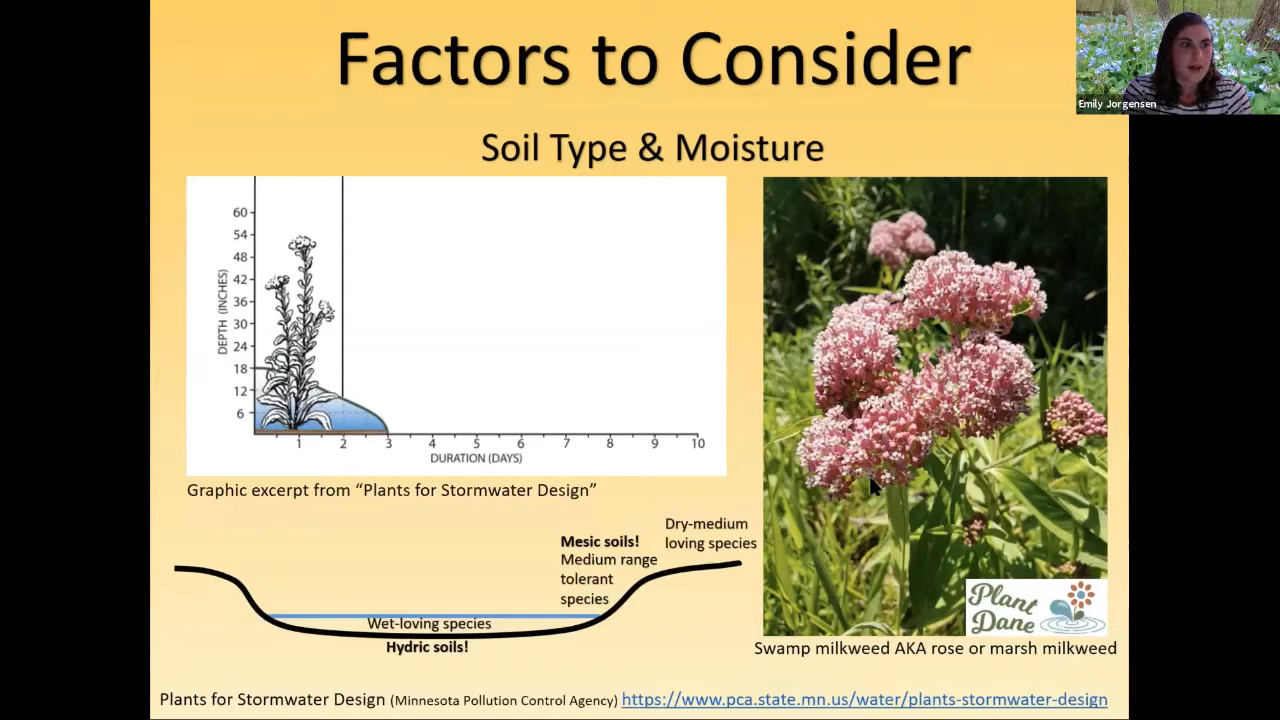 Factors to Consider
Emily Jorgensen
Soil Type & Moisture
60
54
48
42
36
30
24
18
12
6
DEPTH (INCHES)
1 2 3 4 5 6 7 8 9 10
DURATION (DAYS)
Graphic excerpt from “Plants for Stormwater Design”
Dry-medium
loving species
Mesic soils!
Medium range
tolerant
species
Wet-loving species
Hydric soils!
Plant
Dane
Swamp milkweed AKA rose or marsh milkweed
Plants for Stormwater Design (Minnesota Pollution Control Agency) https://www.pca.state.mn.us/water/plants-stormwater-design